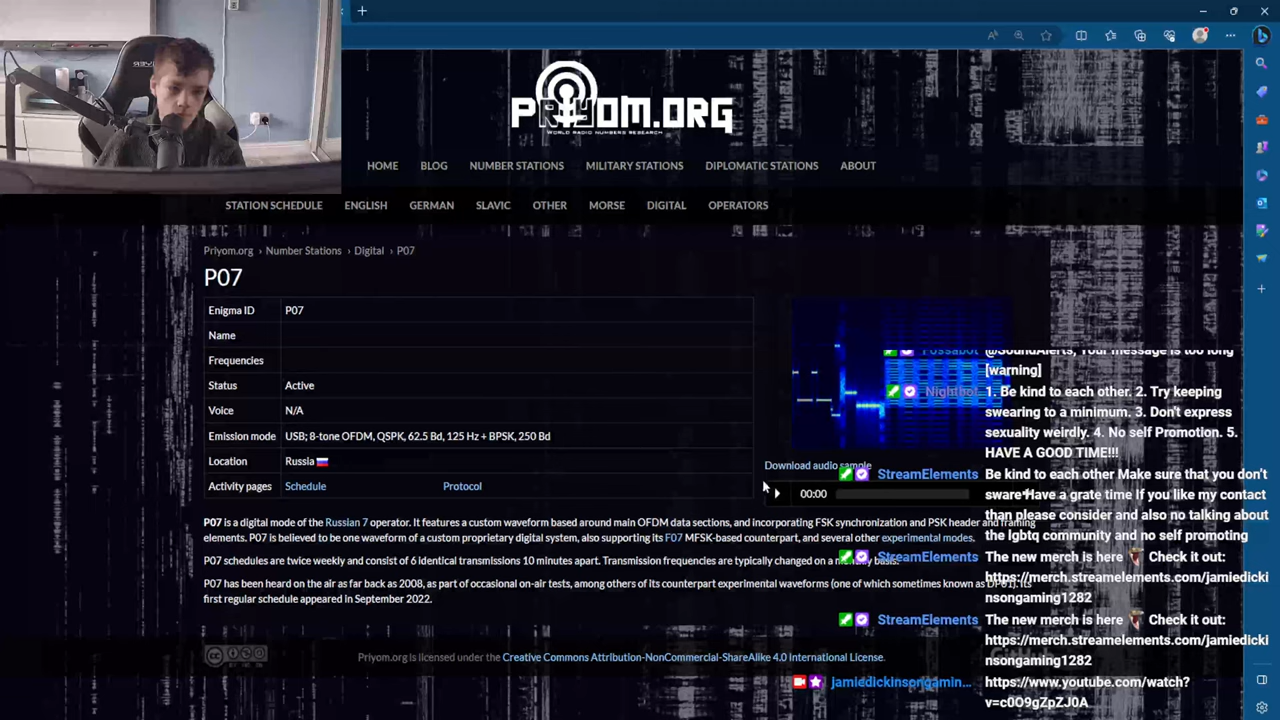 PRIYOM.ORG
WORLD RADIO NUMBERS RESEARCH
HOME BLOG NUMBER STATIONS MILITARY STATIONS DIPLOMATIC STATIONS ABOUT
STATION SCHEDULE ENGLISH GERMAN SLAVIC OTHER MORSE DIGITAL OPERATORS
Priyom.org › Number Stations › Digital › P07
P07
Enigma ID P07
Name
Frequencies
Status Active
Voice N/A
Emission mode USB; 8-tone OFDM, QSPK, 62.5 Bd, 125 Hz + BPSK, 250 Bd
Location Russia
Activity pages Schedule Protocol
Download audio sample
00:00
P07 is a digital mode of the Russian 7 operator. It features a custom waveform based around main OFDM data sections, and incorporating FSK synchronization and PSK header and framing
elements. P07 is believed to be one waveform of a custom proprietary digital system, also supporting its F07 MFSK-based counterpart, and several other experimental modes.
P07 schedules are twice weekly and consist of 6 identical transmissions 10 minutes apart. Transmission frequencies are typically changed on a monthly basis.
P07 has been heard on the air as far back as 2008, as part of occasional on-air tests, among others of its counterpart experimental waveforms (one of which sometimes known as DP01). Its
first regular schedule appeared in September 2022.
Priyom.org is licensed under the Creative Commons Attribution-NonCommercial-ShareAlike 4.0 International License.
Fossabot @SoundAlerts, Your message is too long
[warning]
Nightbot 1. Be kind to each other. 2. Try keeping
swearing to a minimum. 3. Don't express
sexuality weirdly. 4. No self Promotion. 5.
HAVE A GOOD TIME!!!
StreamElements Be kind to each other Make sure that you don't
sware Have a grate time If you like my contact
than please consider and also no talking about
the lgbtq community and no self promoting
StreamElements The new merch is here Check it out:
https://merch.streamelements.com/jamiedicki
nsongaming1282
StreamElements The new merch is here Check it out:
https://merch.streamelements.com/jamiedicki
nsongaming1282
jamiedickinsongamin... https://www.youtube.com/watch?
v=c0O9gZpZJ0A